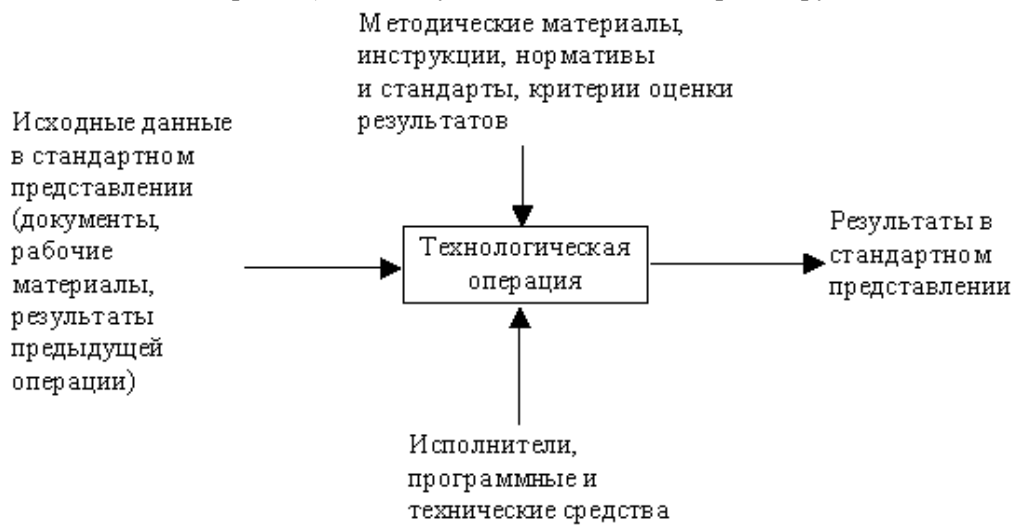 Методические материалы,
инструкции, нормативы
и стандарты, критерии оценки
результатов
Исходные данные
в стандартном
представлении
(документы,
рабочие
материалы,
результаты
предыдущей
операции)
Технологическая
операция
Результаты в
стандартном
представлении
Исполнители,
программные и
технические средства